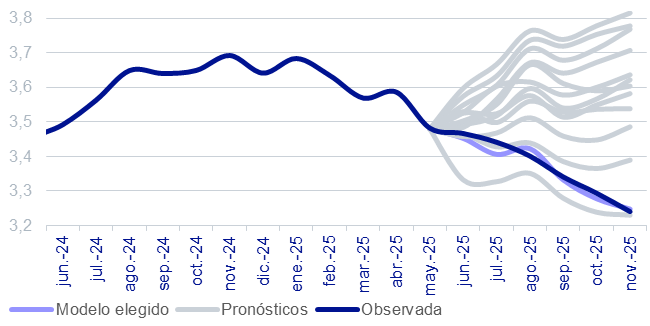 3,8
3,7
3,6
3,5
3,4
3,3
3,2
jun.-24
jul.-24
ago.-24
sep.-24
oct.-24
nov.-24
dic.-24
ene.-25
feb.-25
mar.-25
abr.-25
may.-25
jun.-25
jul.-25
ago.-25
sep.-25
oct.-25
nov.-25
Modelo elegido Pronósticos Observada